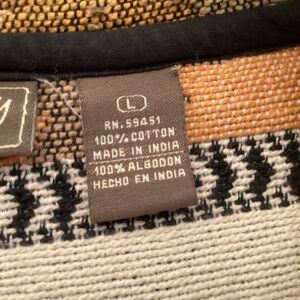 L
RN. 59451
100% COTTON
MADE IN INDIA
100% ALGODON
HECHO EN INDIA
y